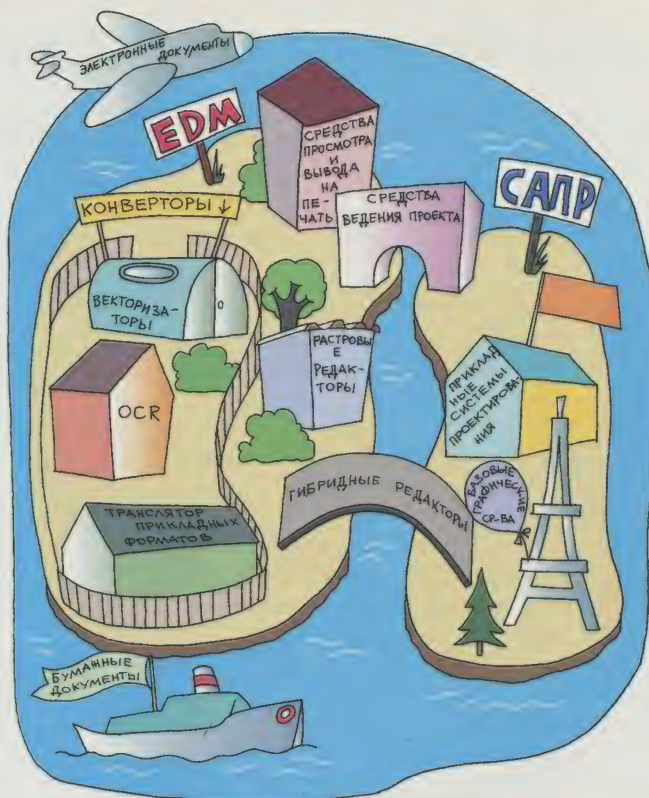 ЭЛЕКТРОННЫЕ ДОКУМЕНТЫ
EDM
СРЕДСТВА
ПРОСМОТРА
И
ВЫВОДА
НА
ПЕ-
ЧАТЬ
СРЕДСТВА
ВЕДЕНИЯ ПРОЕКТА
САПР
КОНВЕРТОРЫ ↓
ВЕКТОРИЗА-
ТОРЫ
РАСТРОВЫ
Е
РЕДАК-
ТОРЫ
ПРИКЛАД
НЫЕ
СИСТЕМЫ
ПРОЕКТИРОВА
НИЯ
OCR
ГИБРИДНЫЕ РЕДАКТОРЫ
БАЗОВЫЕ
ГРАФИЧЕСКИЕ
СР-ВА
ТРАНСЛЯТОР
ПРИКЛАДНЫХ
ФОРМАТОВ
БУМАЖНЫЕ
ДОКУМЕНТЫ